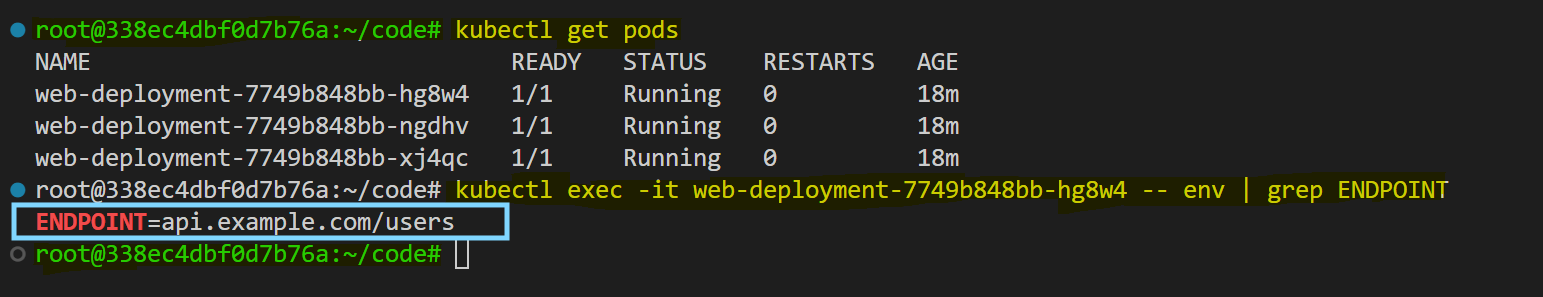 root@338ec4dbf0d7b76a:~/code# kubectl get pods
NAME                              READY   STATUS    RESTARTS   AGE
web-deployment-7749b848bb-hg8w4   1/1     Running   0          18m
web-deployment-7749b848bb-ngdhv   1/1     Running   0          18m
web-deployment-7749b848bb-xj4qc   1/1     Running   0          18m
root@338ec4dbf0d7b76a:~/code# kubectl exec -it web-deployment-7749b848bb-hg8w4 -- env | grep ENDPOINT
ENDPOINT=api.example.com/users
root@338ec4dbf0d7b76a:~/code#